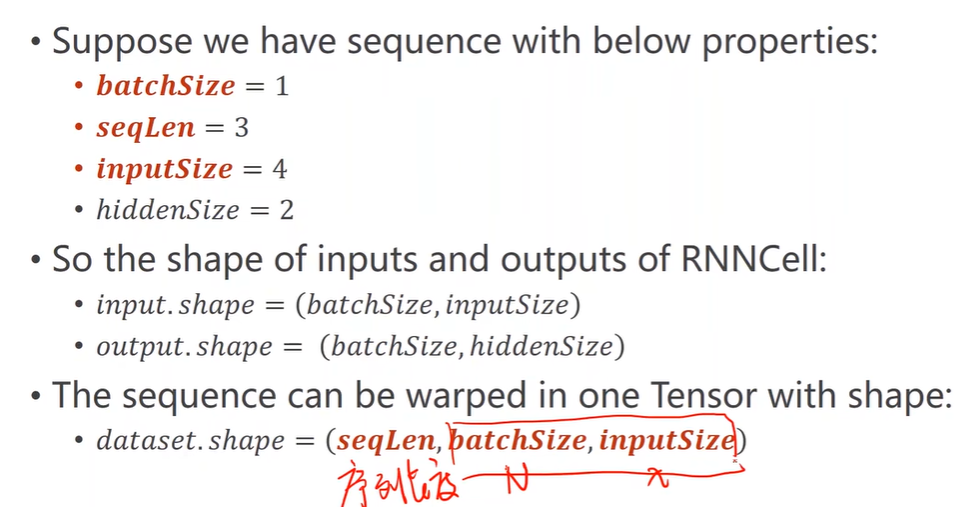 • Suppose we have sequence with below properties:
• batchSize = 1
• seqLen = 3
• inputSize = 4
• hiddenSize = 2
• So the shape of inputs and outputs of RNNCell:
• input.shape = (batchSize, inputSize)
• output.shape = (batchSize, hiddenSize)
• The sequence can be warped in one Tensor with shape:
• dataset.shape = (seqLen, batchSize, inputSize)
序列长度 N x